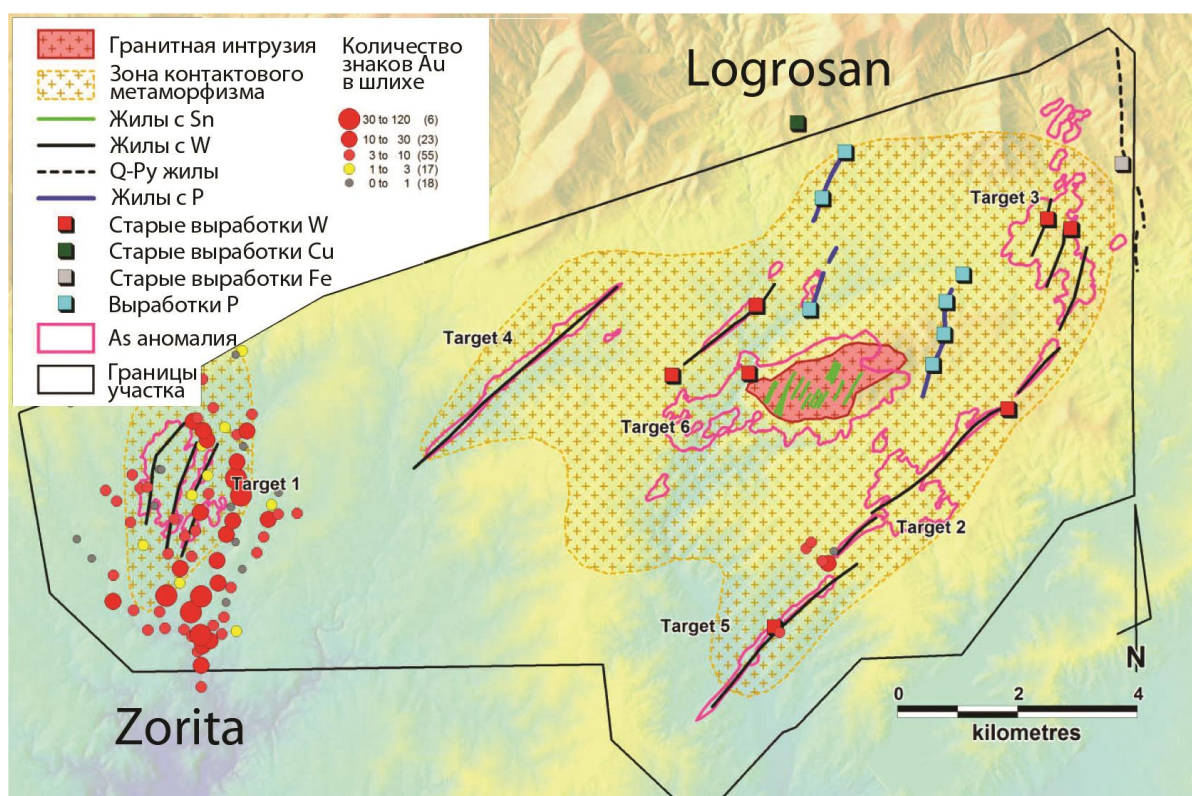 Гранитная интрузия
Зона контактового
метаморфизма
Жилы с Sn
Жилы с W
Q-Py жилы
Жилы с P
Старые выработки W
Старые выработки Cu
Старые выработки Fe
Выработки P
As аномалия
Границы
участка
Количество
знаков Au
в шлихе
30 to 120 (6)
10 to 30 (23)
3 to 10 (55)
1 to 3 (17)
0 to 1 (18)
Logrosan
Target 3
Target 4
Target 6
Target 1
Target 2
Target 5
Zorita
N
0 2 4
kilometres